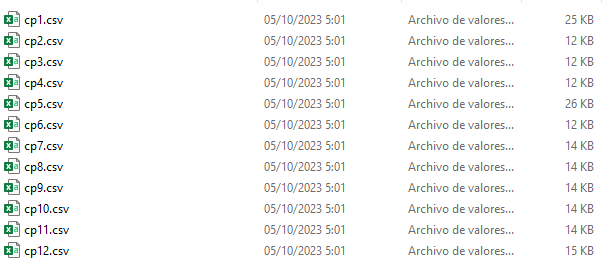 cp1.csv 05/10/2023 5:01 Archivo de valores... 25 KB
cp2.csv 05/10/2023 5:01 Archivo de valores... 12 KB
cp3.csv 05/10/2023 5:01 Archivo de valores... 12 KB
cp4.csv 05/10/2023 5:01 Archivo de valores... 12 KB
cp5.csv 05/10/2023 5:01 Archivo de valores... 26 KB
cp6.csv 05/10/2023 5:01 Archivo de valores... 12 KB
cp7.csv 05/10/2023 5:01 Archivo de valores... 14 KB
cp8.csv 05/10/2023 5:01 Archivo de valores... 14 KB
cp9.csv 05/10/2023 5:01 Archivo de valores... 14 KB
cp10.csv 05/10/2023 5:01 Archivo de valores... 14 KB
cp11.csv 05/10/2023 5:01 Archivo de valores... 14 KB
cp12.csv 05/10/2023 5:01 Archivo de valores... 15 KB